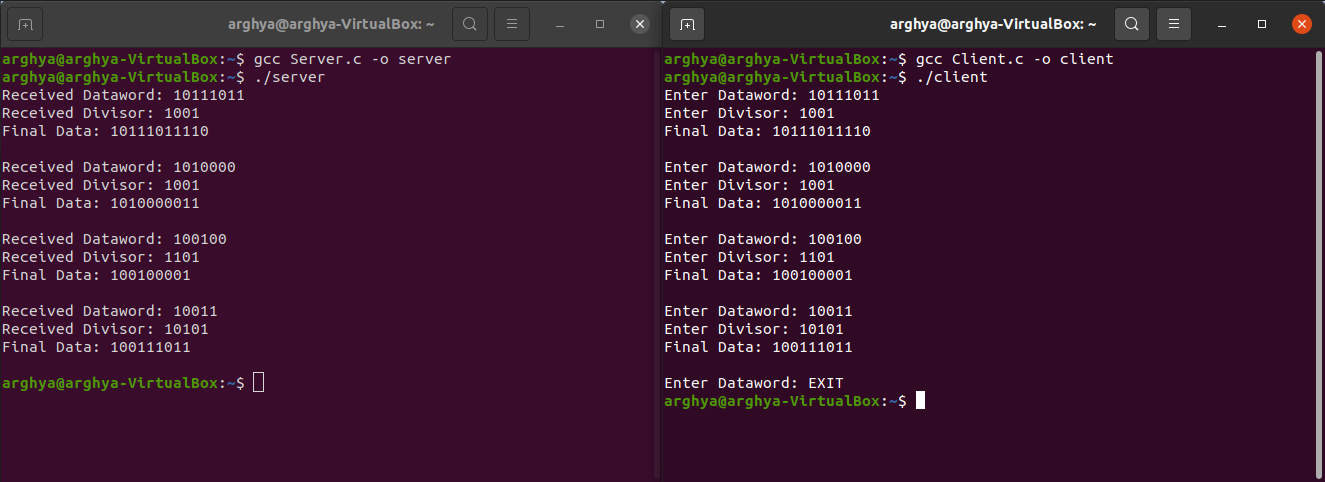 arghya@arghya-VirtualBox: ~
arghya@arghya-VirtualBox:~$ gcc Server.c -o server
arghya@arghya-VirtualBox:~$ ./server
Received Dataword: 10111011
Received Divisor: 1001
Final Data: 10111011110
Received Dataword: 1010000
Received Divisor: 1001
Final Data: 1010000011
Received Dataword: 100100
Received Divisor: 1101
Final Data: 100100001
Received Dataword: 10011
Received Divisor: 10101
Final Data: 100111011
arghya@arghya-VirtualBox:~$
arghya@arghya-VirtualBox: ~
arghya@arghya-VirtualBox:~$ gcc Client.c -o client
arghya@arghya-VirtualBox:~$ ./client
Enter Dataword: 10111011
Enter Divisor: 1001
Final Data: 10111011110
Enter Dataword: 1010000
Enter Divisor: 1001
Final Data: 1010000011
Enter Dataword: 100100
Enter Divisor: 1101
Final Data: 100100001
Enter Dataword: 10011
Enter Divisor: 10101
Final Data: 100111011
Enter Dataword: EXIT
arghya@arghya-VirtualBox:~$